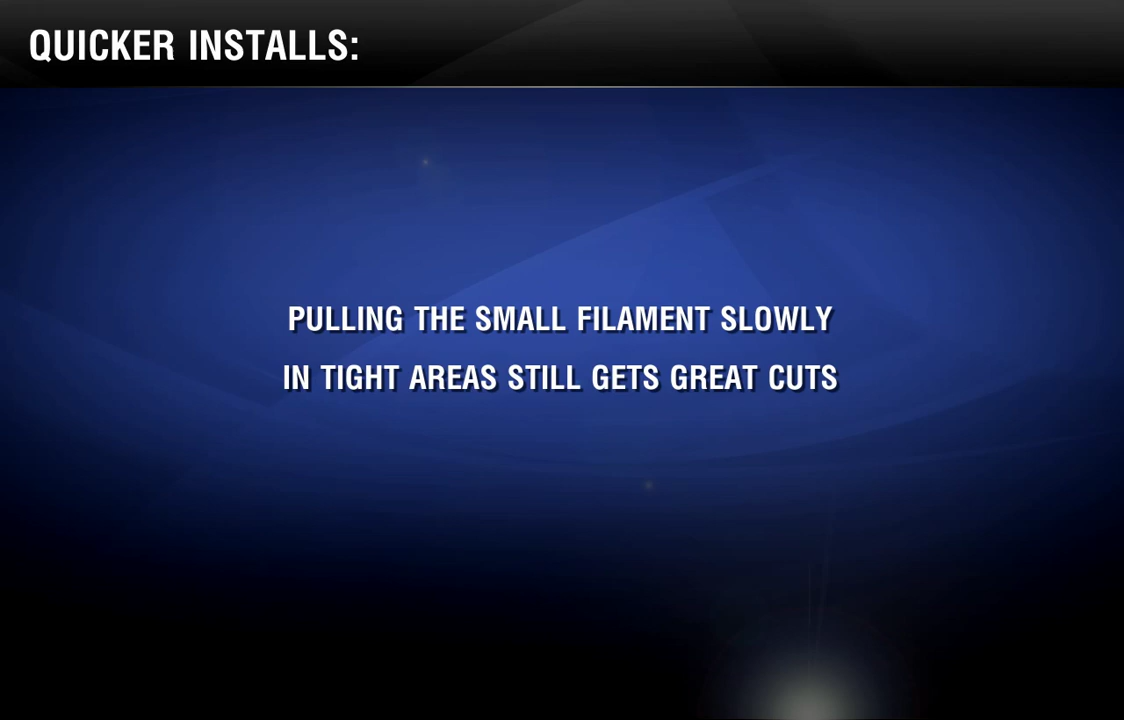 QUICKER INSTALLS:
PULLING THE SMALL FILAMENT SLOWLY
IN TIGHT AREAS STILL GETS GREAT CUTS